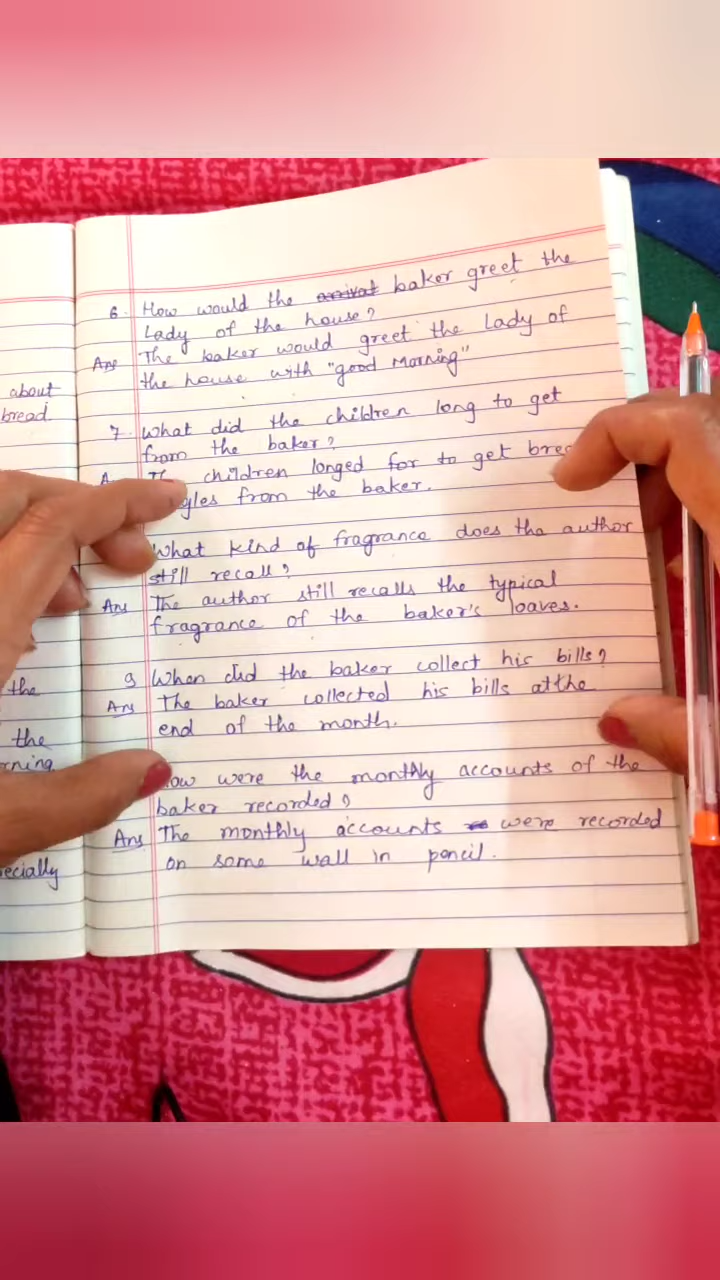 about
bread
the
the
rning
ecially
6. How would the arrival baker greet the
Lady of the house?
Ans The baker would greet the Lady of
the house with "good Morning"
7. What did the children long to get
from the baker?
children longed for to get
gles from the baker.
What kind of fragrance does the author
still recall?
Ans The author still recalls the typical
fragrance of the baker's loaves.
9 When did the baker collect his bills?
Ans The baker collected his bills at the
end of the month.
How were the monthly accounts of the
baker recorded?
Ans The monthly accounts were recorded
on some wall in pencil.